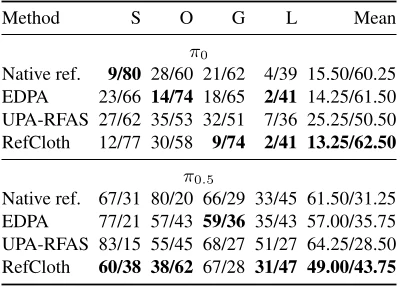 Method S O G L Mean
π0
Native ref. 9/80 28/60 21/62 4/39 15.50/60.25
EDPA 23/66 14/74 18/65 2/41 14.25/61.50
UPA-RFAS 27/62 35/53 32/51 7/36 25.25/50.50
RefCloth 12/77 30/58 9/74 2/41 13.25/62.50
π0.5
Native ref. 67/31 80/20 66/29 33/45 61.50/31.25
EDPA 77/21 57/43 59/36 35/43 57.00/35.75
UPA-RFAS 83/15 55/45 68/27 51/27 64.25/28.50
RefCloth 60/38 38/62 67/28 31/47 49.00/43.75